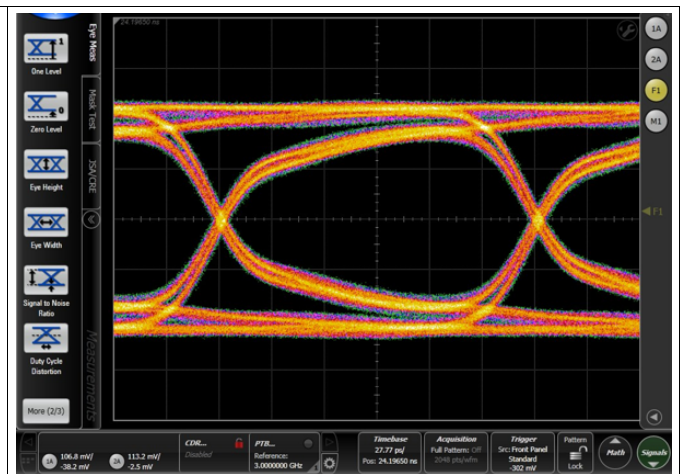 24.19650 ns
One Level
Zero Level
Eye Height
Eye Width
Signal to Noise
Ratio
Duty Cycle
Distortion
More (2/3)
Eye Meas
Mask Test
JSA/CRE
Measurements
1A
2A
F1
M1
F1
1A
106.8 mV/
-38.2 mV
2A
113.2 mV/
-2.5 mV
CDR...
Disabled
PTB...
Reference:
3.0000000 GHz
Timebase
27.77 ps/
Pos: 24.19650 ns
Acquisition
Full Pattern: Off
2048 pts/wfm
Trigger
Src: Front Panel
Standard
-302 mV
Pattern
Lock
Math
Signals